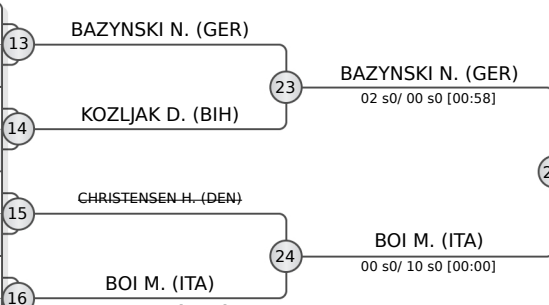 BAZYNSKI N. (GER)
13
23
BAZYNSKI N. (GER)
02 s0/ 00 s0 [00:58]
KOZLJAK D. (BIH)
14
CHRISTENSEN H. (DEN)
15
BOI M. (ITA)
24
00 s0/ 10 s0 [00:00]
BOI M. (ITA)
16